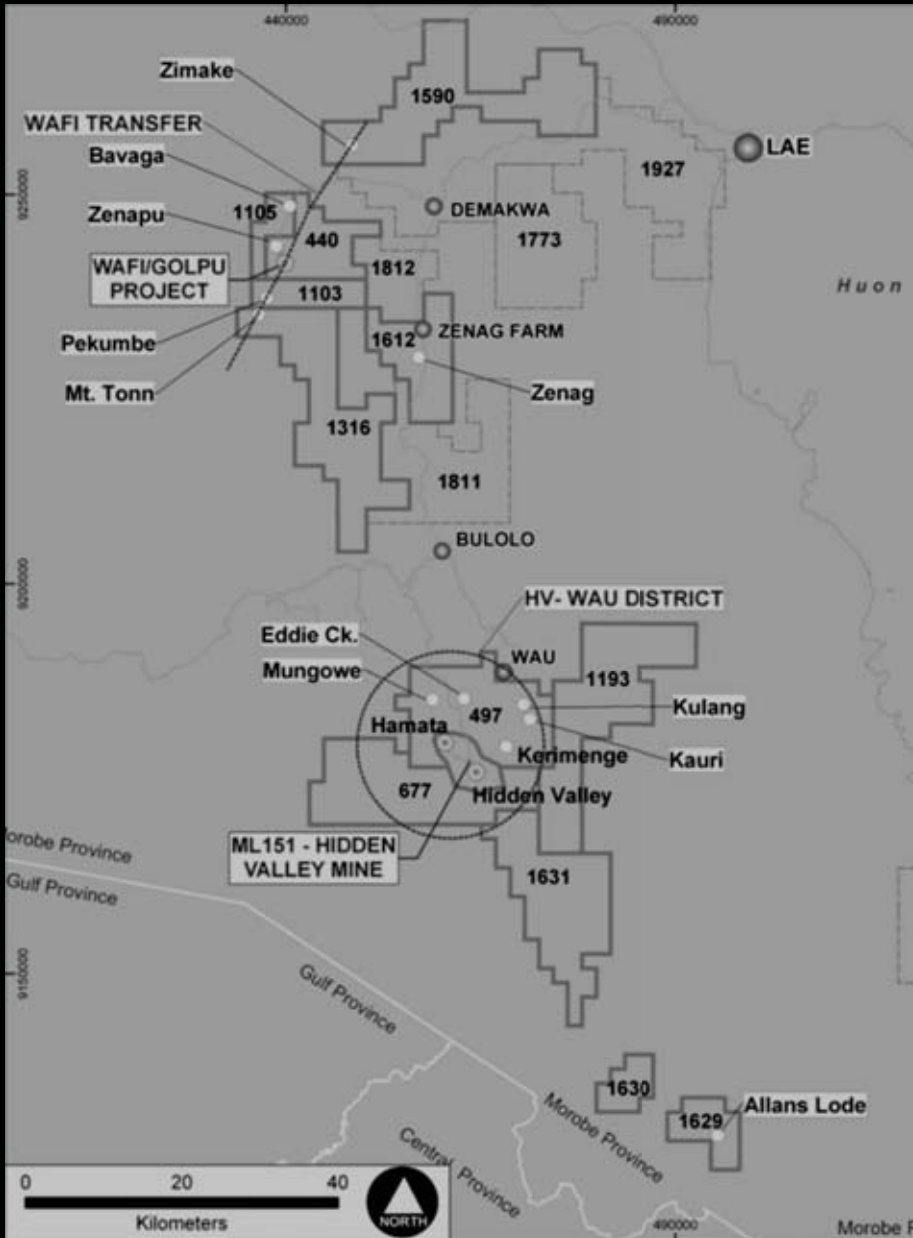 440000
490000
Zimake
1590
WAFI TRANSFER
LAE
Bavaga
1927
9250000
1105
DEMAKWA
Zenapu
440
1773
1812
WAFI/GOLPU
PROJECT
Huon
1103
ZENAG FARM
Pekumbe
1612
Mt. Tonn
Zenag
1316
1811
BULOLO
9200000
HV- WAU DISTRICT
Eddie Ck.
WAU
Mungowe
1193
497
Kulang
Hamata
Kerimenge
Kauri
677
Hidden Valley
Morobe Province
ML151 - HIDDEN
VALLEY MINE
Gulf Province
1631
9150000
Gulf Province
1630
Morobe Province
1629
Allans Lode
Central Province
0 20 40
Kilometers
NORTH
490000
Morobe P